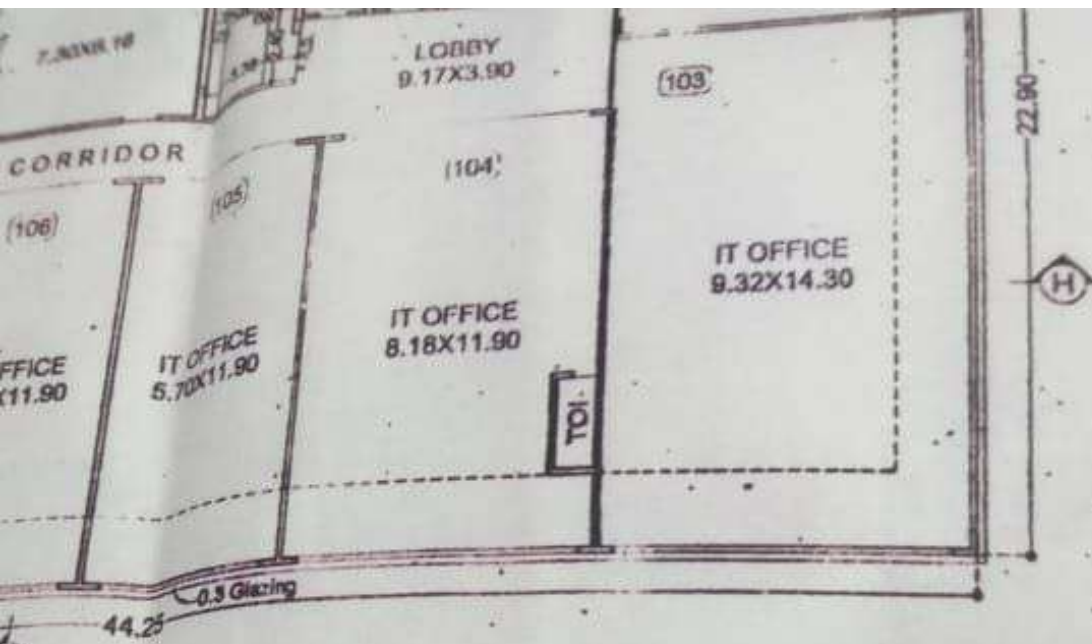 LOBBY
9.17X3.90
(103)
22.90
CORRIDOR
(104)
(105)
(106)
IT OFFICE
9.32X14.30
H
IT OFFICE
8.18X11.90
IT OFFICE
5.70X11.90
FFICE
X11.90
TOI.
0.3 Glazing
44.25